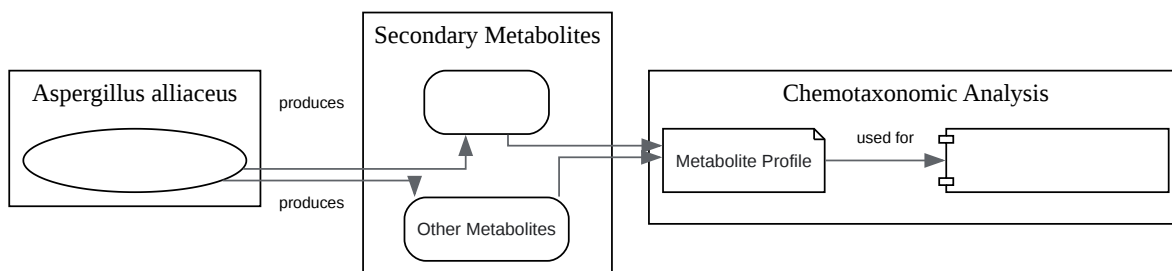 Secondary Metabolites
Aspergillus alliaceus
produces
Chemotaxonomic Analysis
used for
Metabolite Profile
produces
Other Metabolites